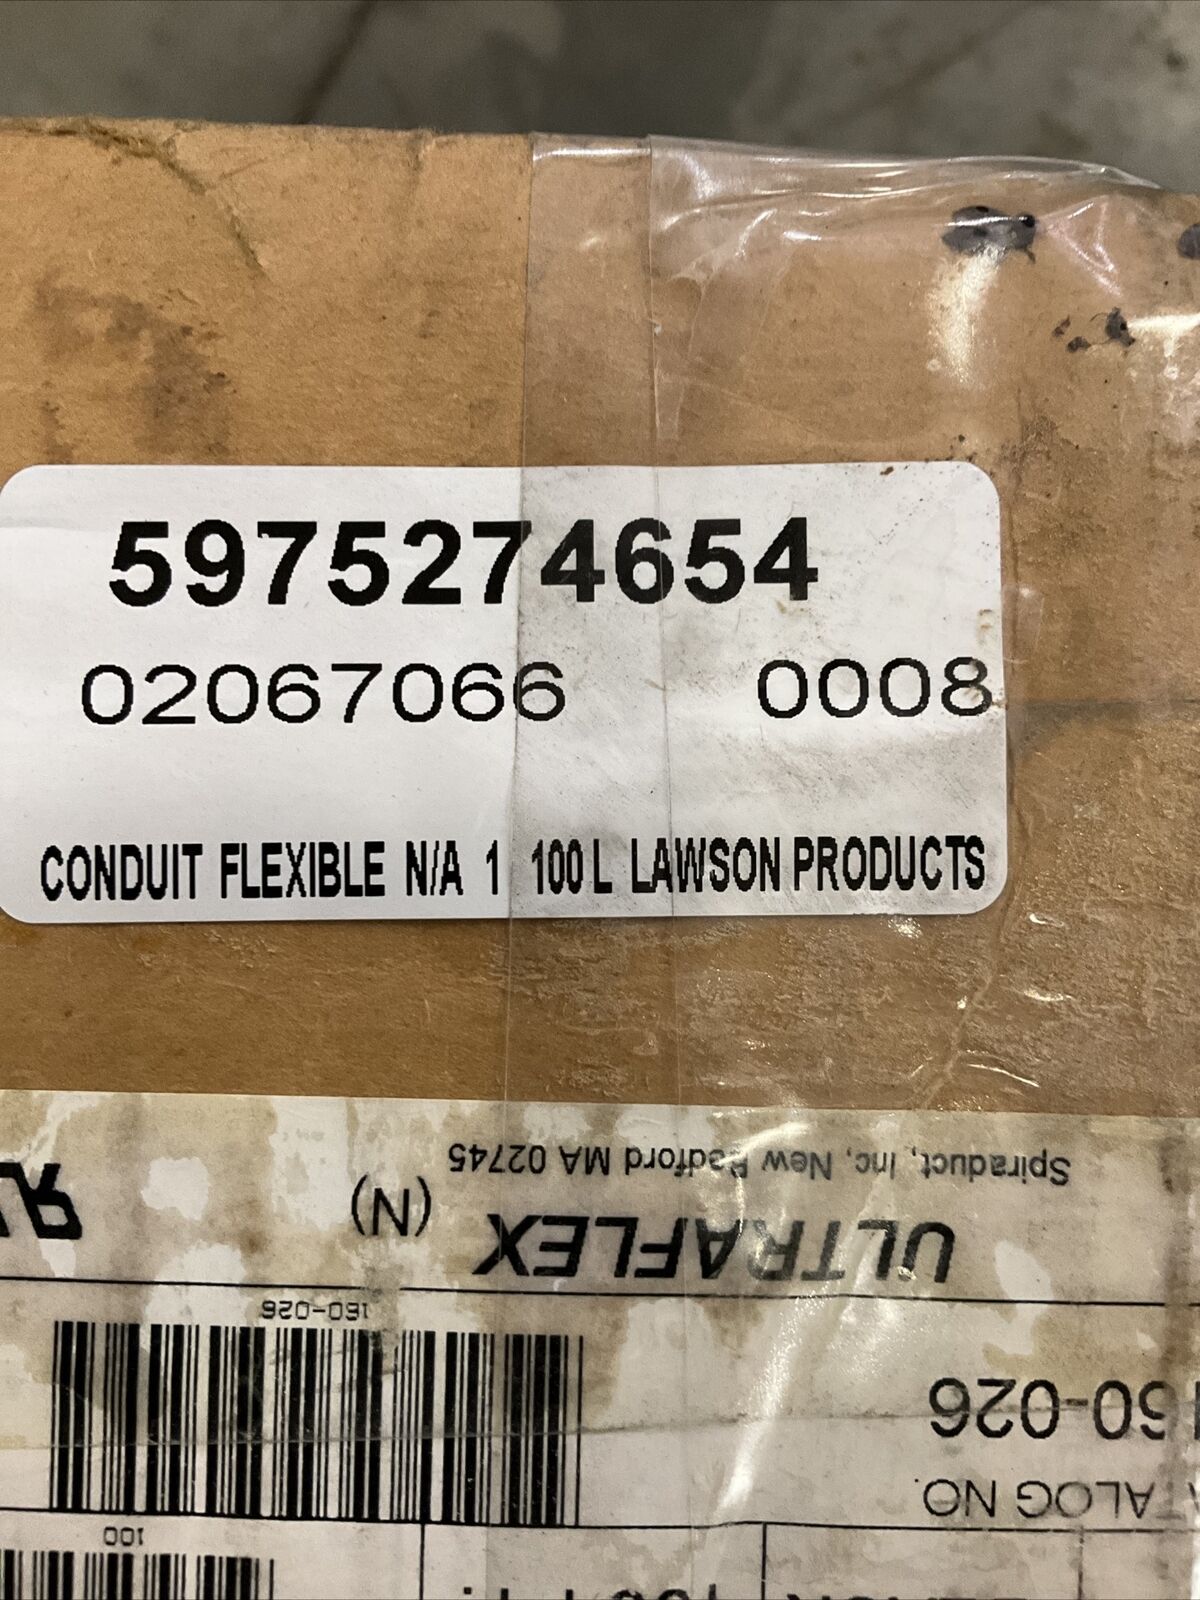 5975274654
02067066 0008
CONDUIT FLEXIBLE N/A 1 100 L LAWSON PRODUCTS
Spiraduct, Inc, New Bedford MA 02745
ULTRAFLEX (N)
160-026
160-026
CATALOG NO.
100